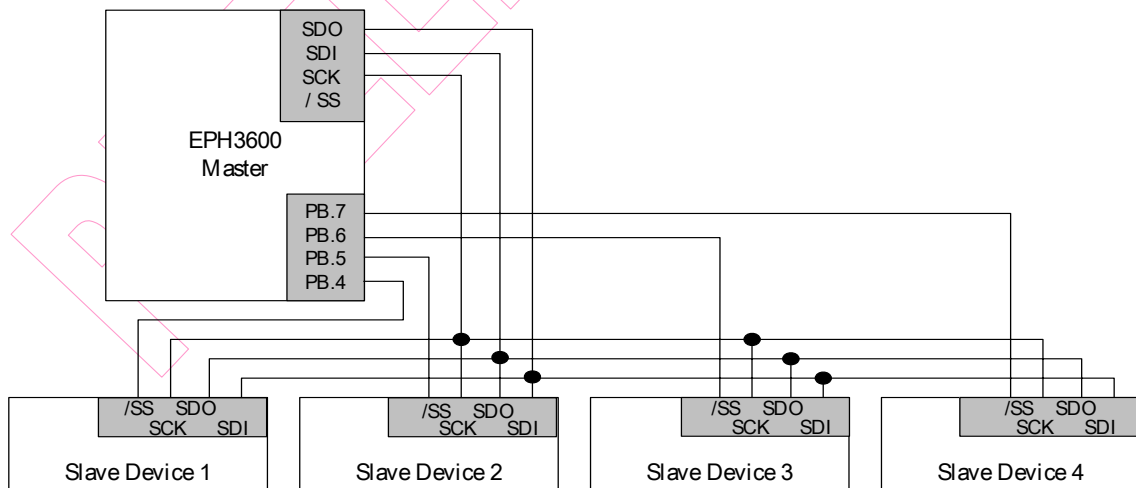 SDO
SDI
SCK
/ SS
EPH3600
Master
PB.7
PB.6
PB.5
PB.4
/SS SDO
SCK SDI
Slave Device 1
/SS SDO
SCK SDI
Slave Device 2
/SS SDO
SCK SDI
Slave Device 3
/SS SDO
SCK SDI
Slave Device 4